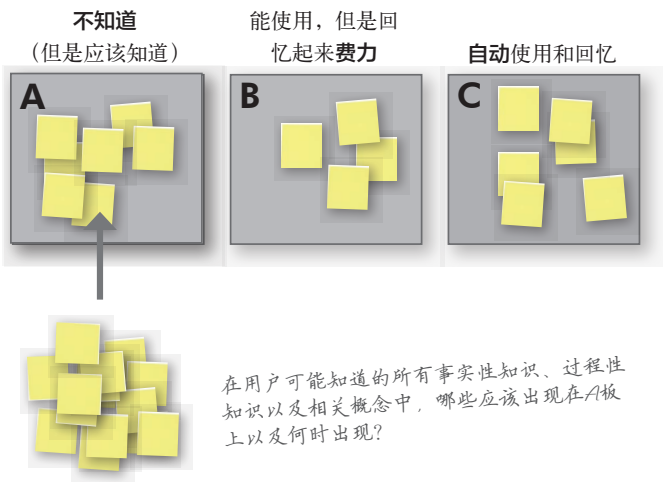 不知道
（但是应该知道）
能使用，但是回
忆起来费力
自动使用和回忆
A
B
C
在用户可能知道的所有事实性知识、过程性
知识以及相关概念中，哪些应该出现在A板
上以及何时出现？